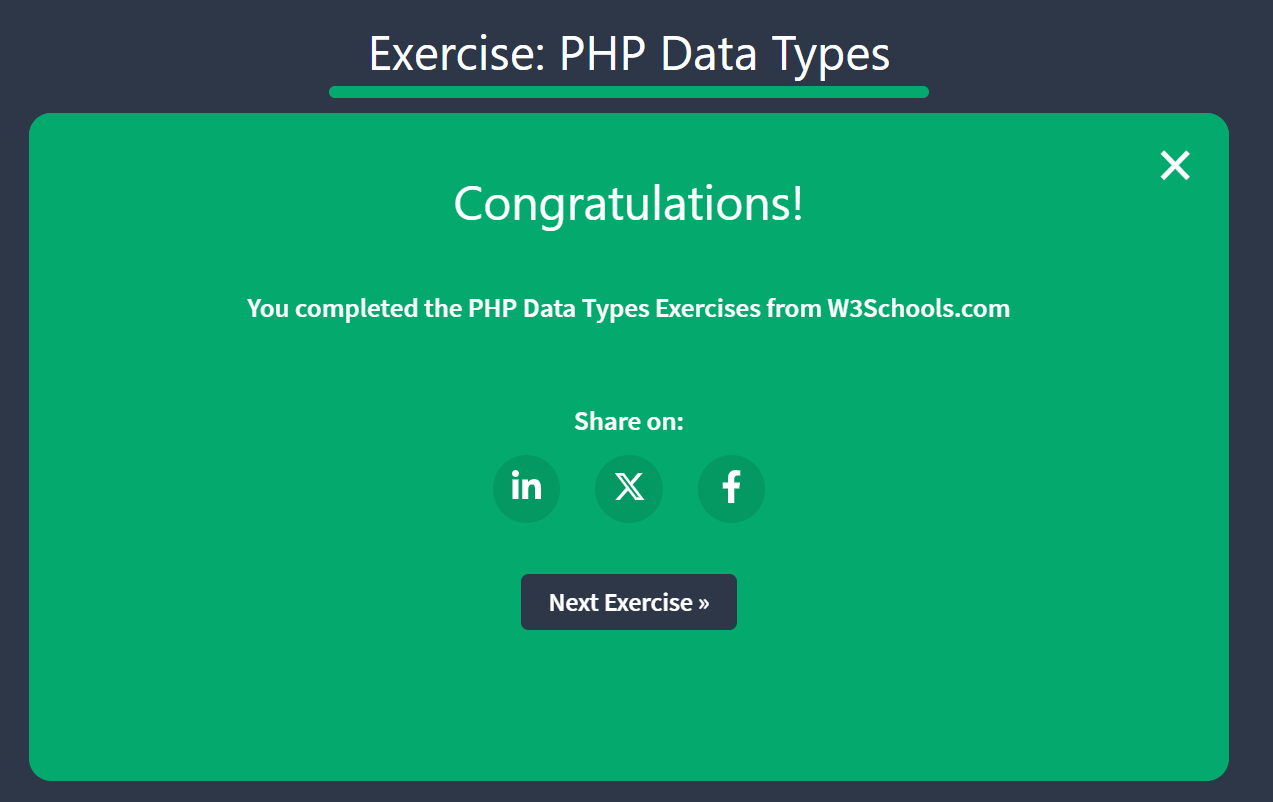 Exercise: PHP Data Types
Congratulations!
You completed the PHP Data Types Exercises from W3Schools.com
Share on:
Next Exercise »